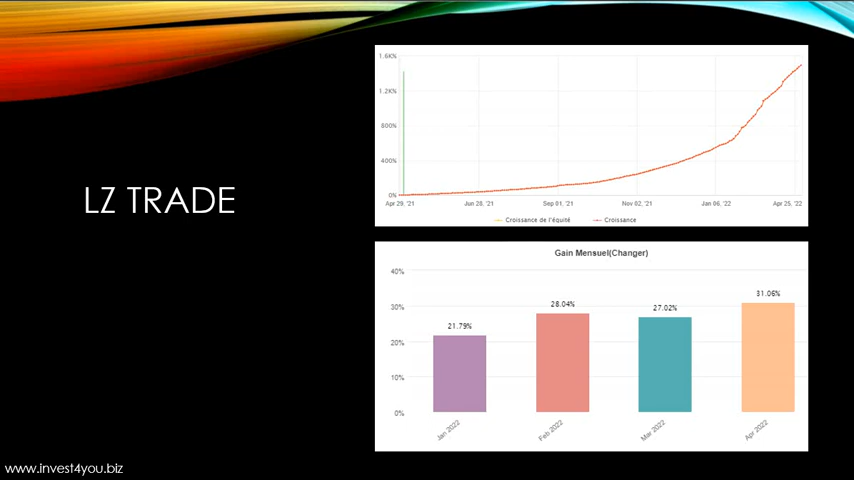 LZ TRADE
1.6K%
1.2K%
800%
400%
0%
Apr 29, '21
Jun 28, '21
Sep 01, '21
Nov 02, '21
Jan 06, '22
Apr 25, '22
Croissance de l'équité
Croissance
Gain Mensuel(Changer)
40%
30%
20%
10%
0%
21.79%
28.04%
27.02%
31.06%
Jan 2022
Feb 2022
Mar 2022
Apr 2022
www.invest4you.biz